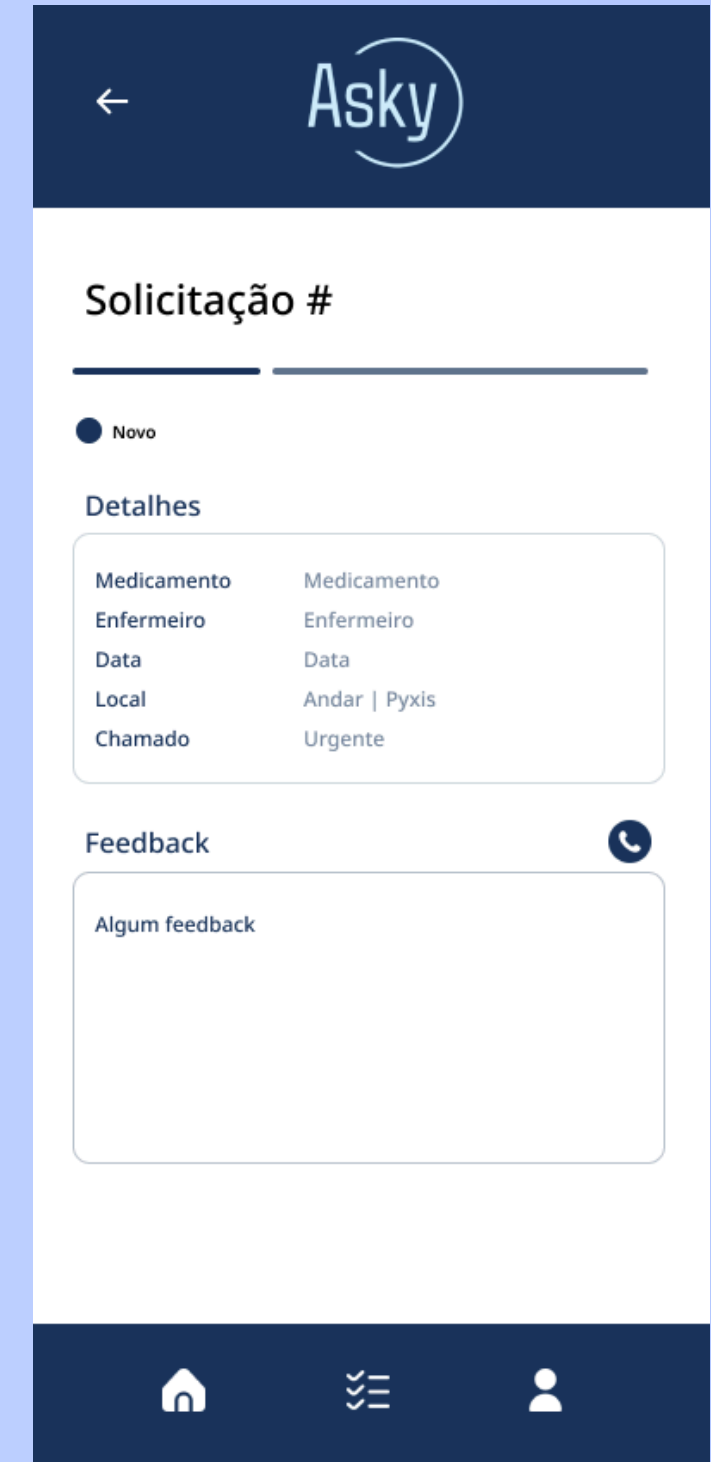 Asky
Solicitação #
Novo
Detalhes
Medicamento Medicamento
Enfermeiro Enfermeiro
Data Data
Local Andar | Pyxis
Chamado Urgente
Feedback
Algum feedback